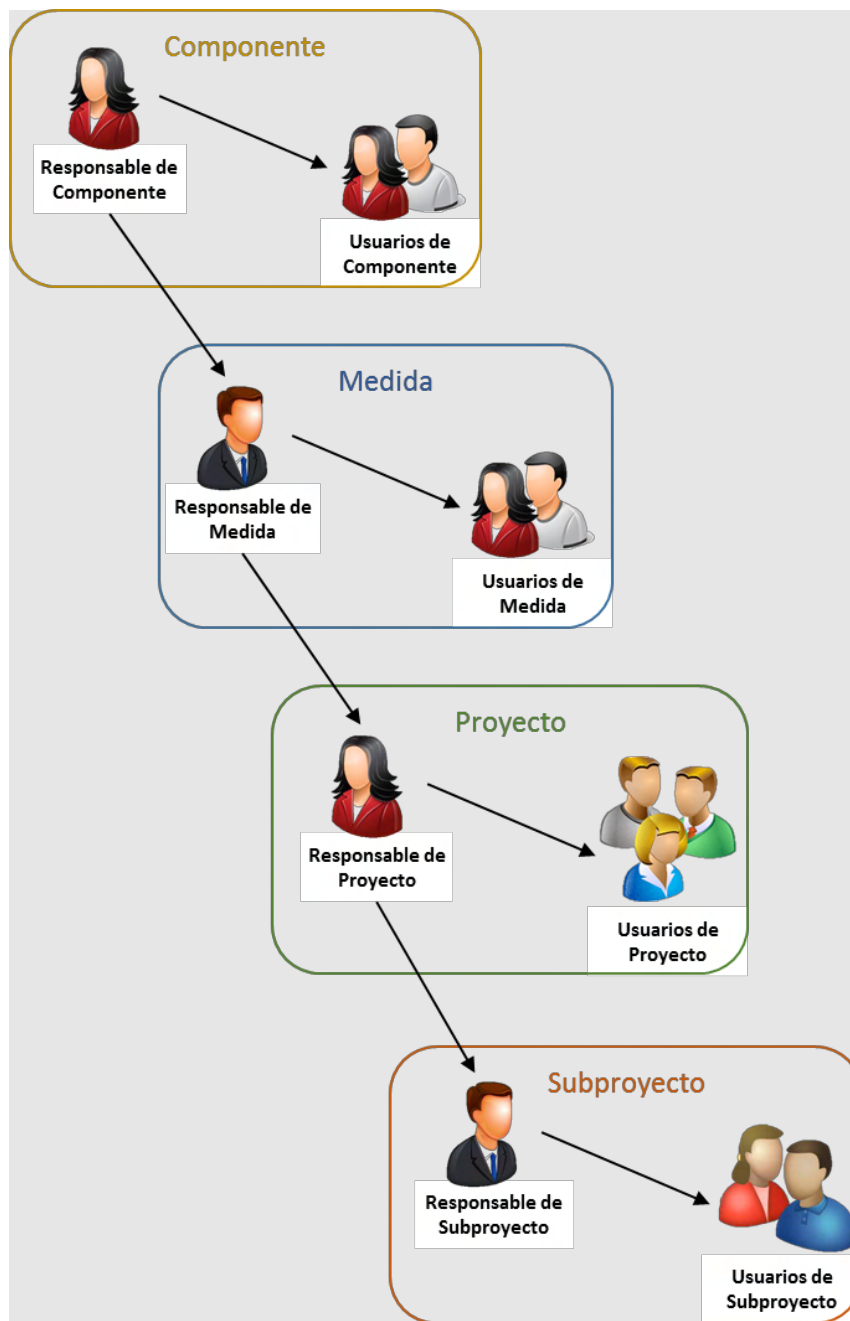 Componente
Responsable de
Componente
Usuarios de
Componente
Medida
Responsable de
Medida
Usuarios de
Medida
Proyecto
Responsable de
Proyecto
Usuarios de
Proyecto
Subproyecto
Responsable de
Subproyecto
Usuarios de
Subproyecto